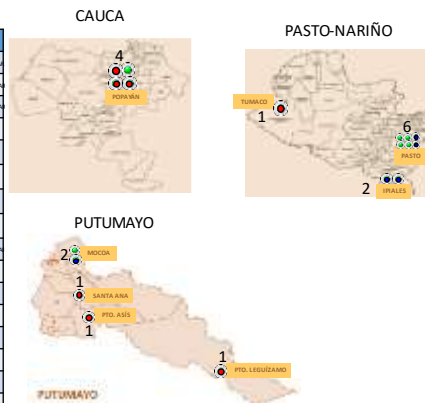 CAUCA
4
POPAYÁN
PASTO-NARIÑO
TUMACO
1
6
PASTO
2
IPIALES
PUTUMAYO
2
MOCOA
1
SANTA ANA
PTO. ASÍS
1
1
PTO. LEGUÍZAMO
PUTUMAYO